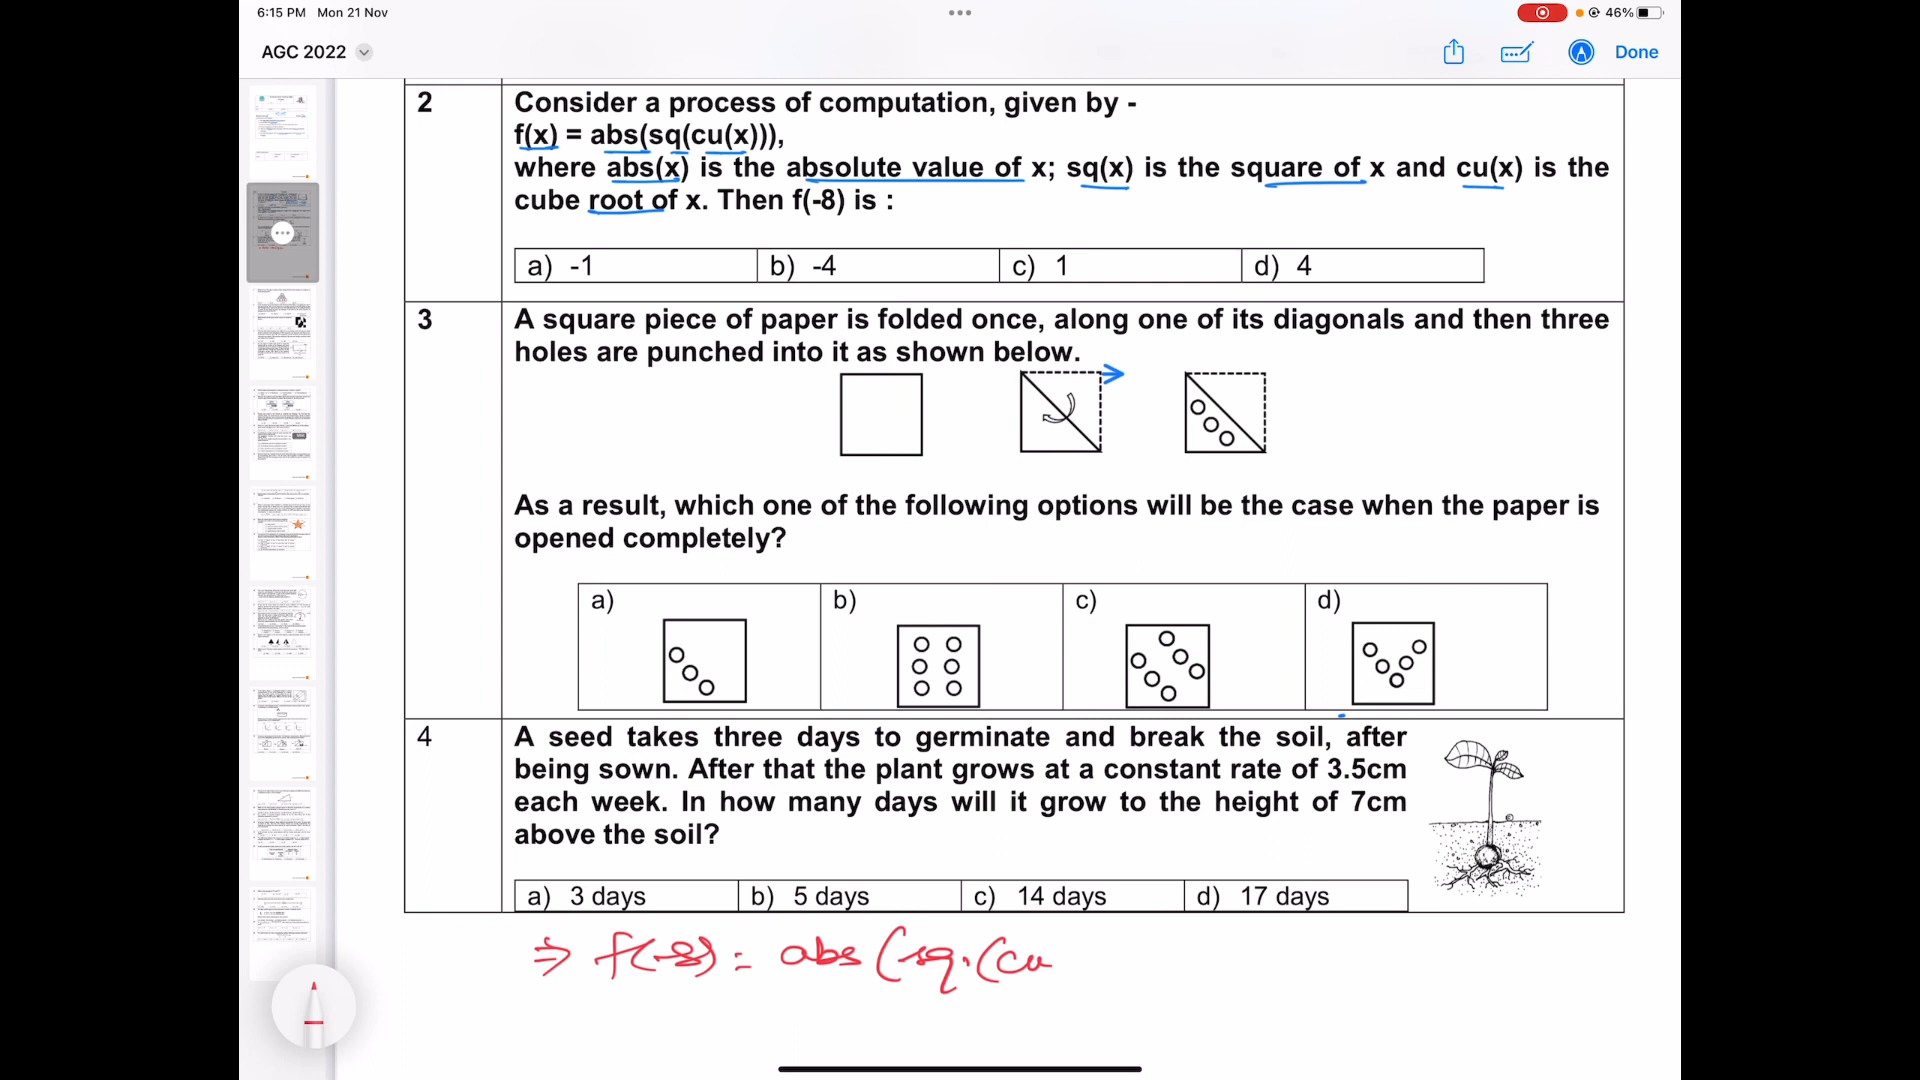 6:15 PM Mon 21 Nov
46%
AGC 2022
Done
2
Consider a process of computation, given by -
f(x) = abs(sq(cu(x))),
where abs(x) is the absolute value of x; sq(x) is the square of x and cu(x) is the
cube root of x. Then f(-8) is :
a) -1 b) -4 c) 1 d) 4
3
A square piece of paper is folded once, along one of its diagonals and then three
holes are punched into it as shown below.
As a result, which one of the following options will be the case when the paper is
opened completely?
a) b) c) d)
4
A seed takes three days to germinate and break the soil, after
being sown. After that the plant grows at a constant rate of 3.5cm
each week. In how many days will it grow to the height of 7cm
above the soil?
a) 3 days b) 5 days c) 14 days d) 17 days
⇒ f(-8) = abs (sq.(cu